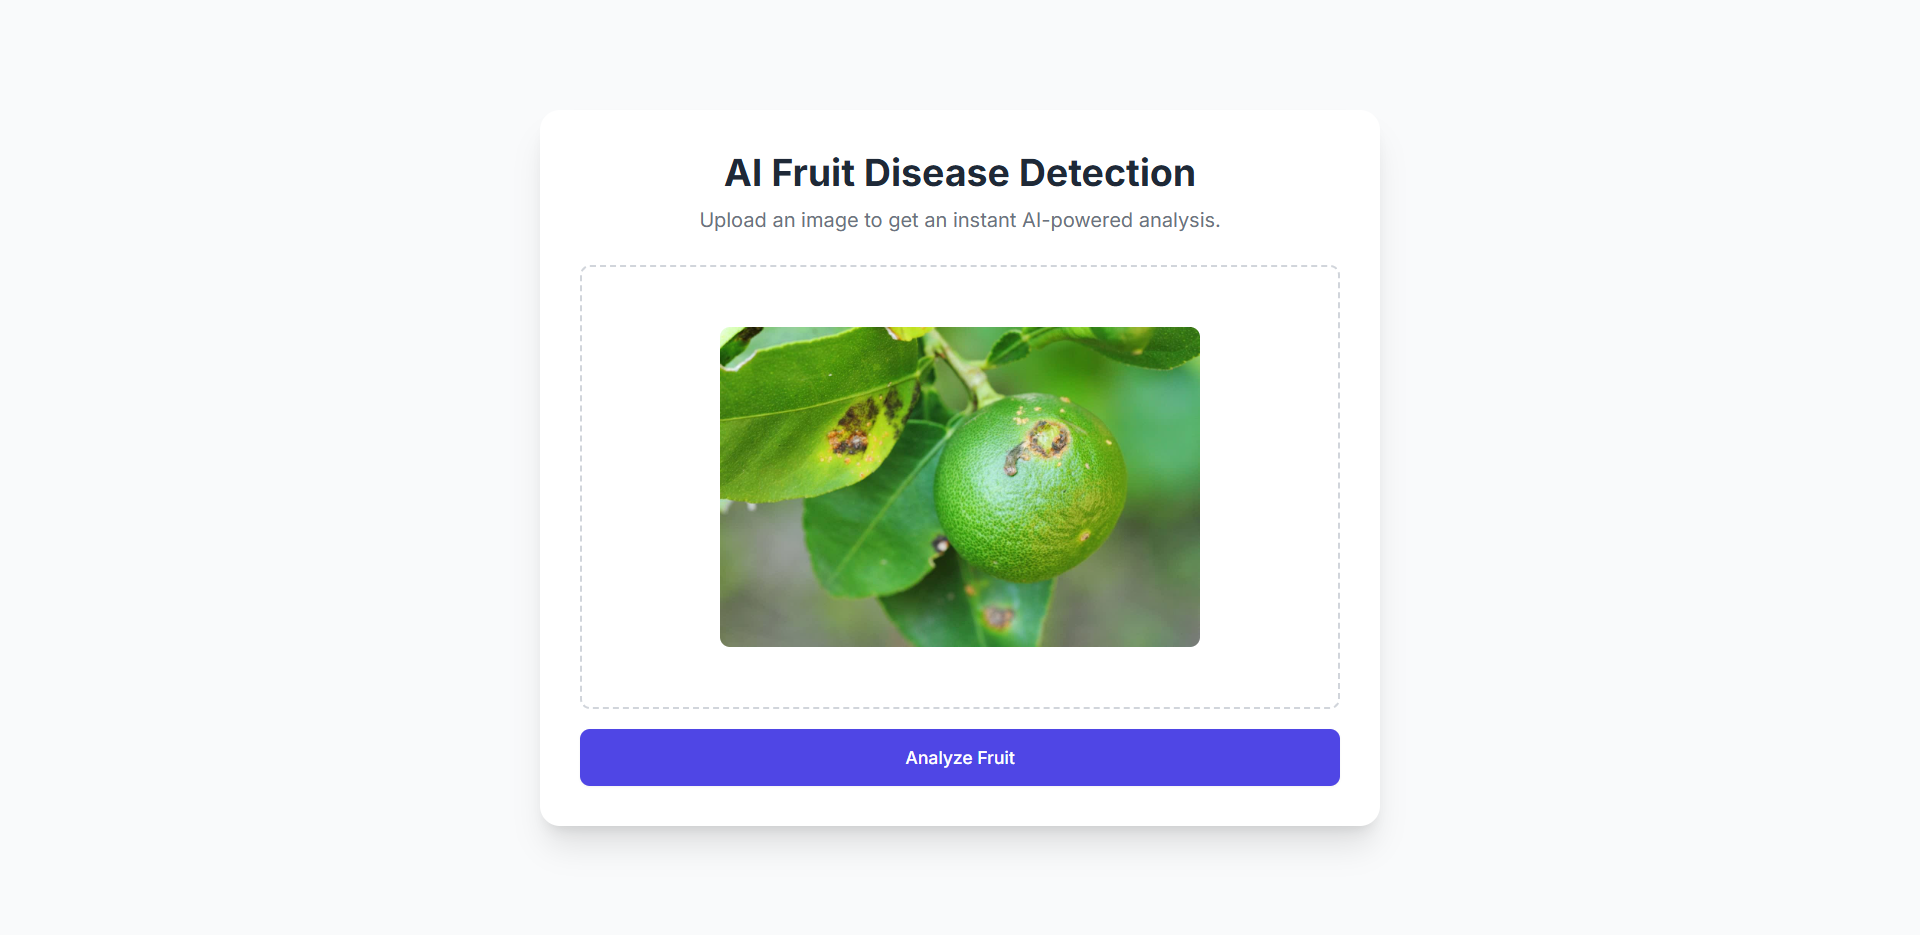 AI Fruit Disease Detection
Upload an image to get an instant AI-powered analysis.
Analyze Fruit